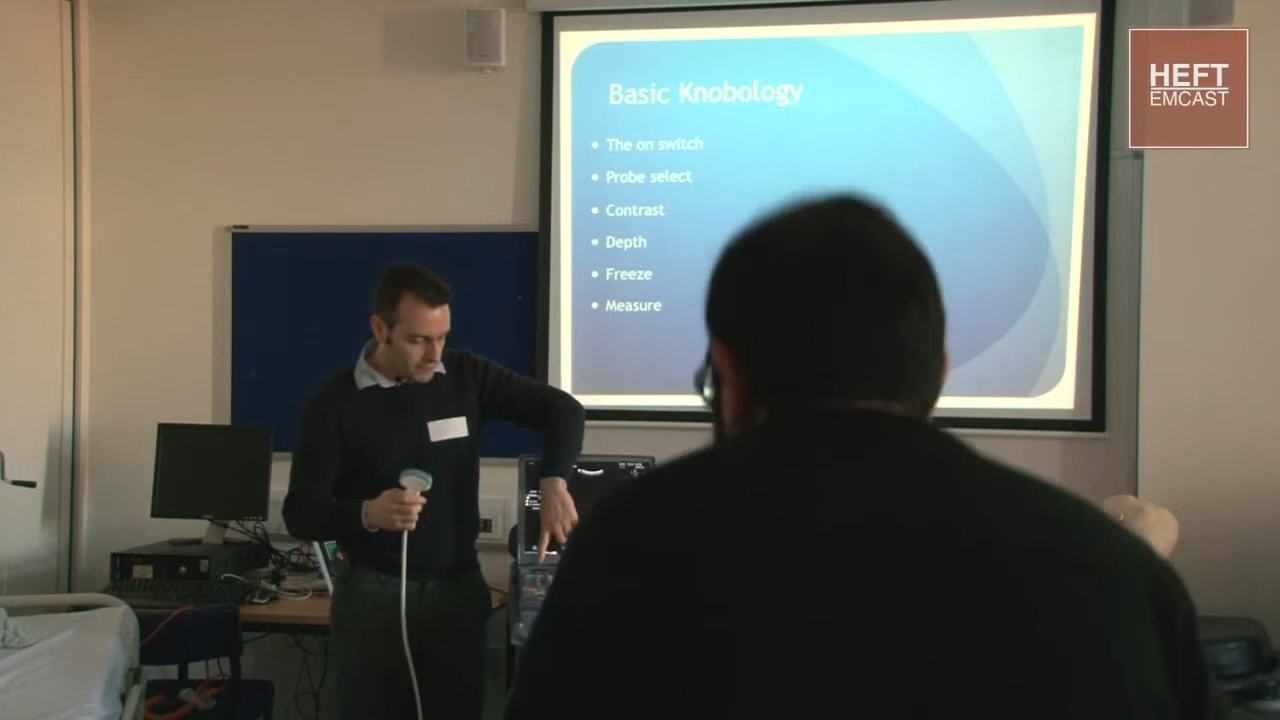 HEFT
EMCAST
Basic Knobology
• The on switch
• Probe select
• Contrast
• Depth
• Freeze
• Measure